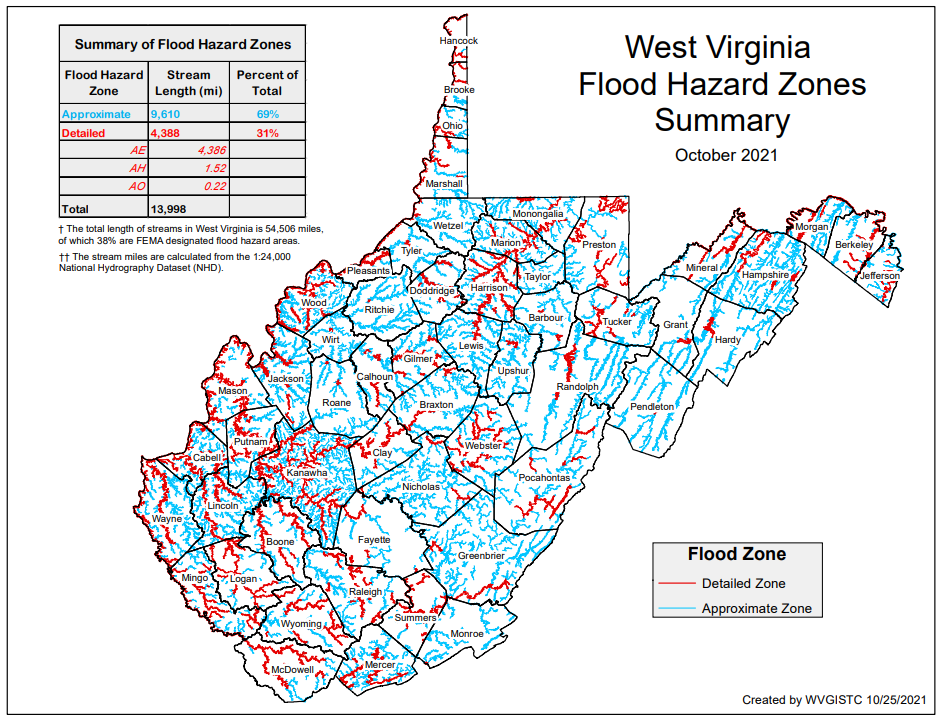 West Virginia
Flood Hazard Zones
Summary
October 2021
Summary of Flood Hazard Zones
Flood Hazard Zone Stream Length (mi) Percent of Total
Approximate 9,610 69%
Detailed 4,388 31%
AE 4,386
AH 1.52
AO 0.22
Total 13,998
† The total length of streams in West Virginia is 54,506 miles,
of which 38% are FEMA designated flood hazard areas.
†† The stream miles are calculated from the 1:24,000
National Hydrography Dataset (NHD).
Hancock
Brooke
Ohio
Marshall
Wetzel
Monongalia
Marion
Preston
Tyler
Pleasants
Doddridge
Harrison
Taylor
Wood
Ritchie
Barbour
Tucker
Mineral
Hampshire
Morgan
Berkeley
Jefferson
Grant
Hardy
Wirt
Lewis
Gilmer
Upshur
Calhoun
Jackson
Mason
Roane
Braxton
Randolph
Pendleton
Putnam
Cabell
Kanawha
Clay
Webster
Nicholas
Pocahontas
Lincoln
Wayne
Boone
Fayette
Greenbrier
Mingo
Logan
Raleigh
Summers
Wyoming
Monroe
Mercer
McDowell
Flood Zone
Detailed Zone
Approximate Zone
Created by WVGISTC 10/25/2021